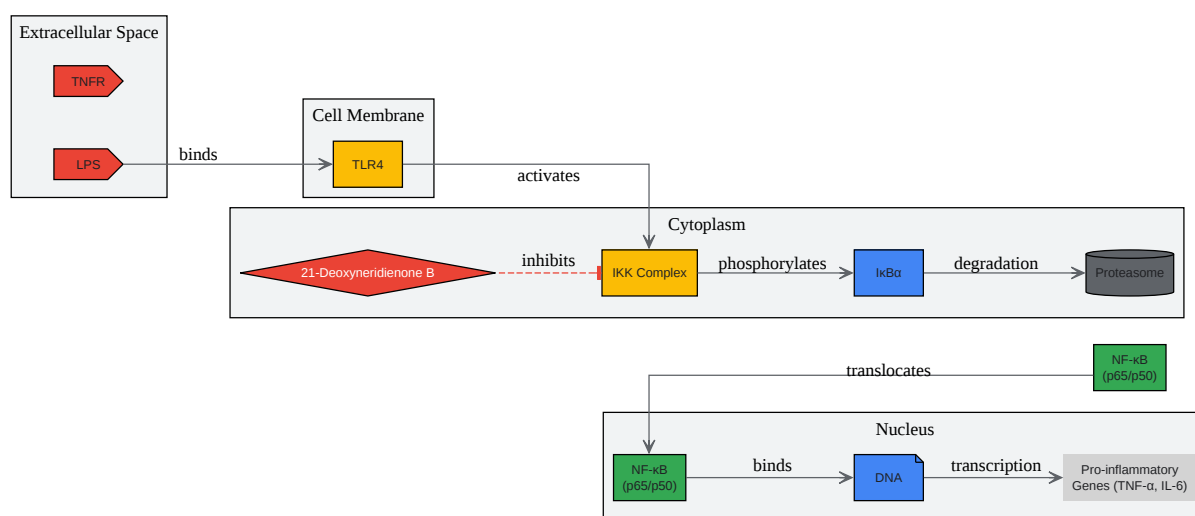 Extracellular Space
TNFR
LPS
binds
Cell Membrane
TLR4
activates
Cytoplasm
21-Deoxyneridienone B
inhibits
IKK Complex
phosphorylates
IκBα
degradation
Proteasome
NF-κB
(p65/p50)
translocates
Nucleus
NF-κB
(p65/p50)
binds
DNA
transcription
Pro-inflammatory
Genes (TNF-α, IL-6)